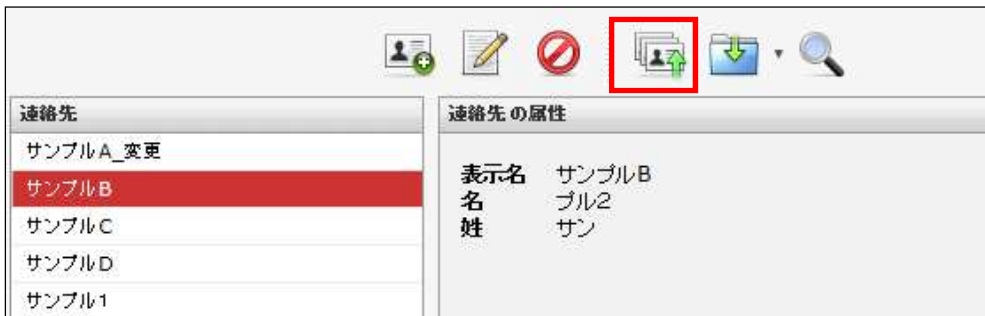 連絡先
サンプルA_変更
サンプルB
サンプルC
サンプルD
サンプル1
連絡先の属性
表示名 サンプルB
名 プル2
姓 サン